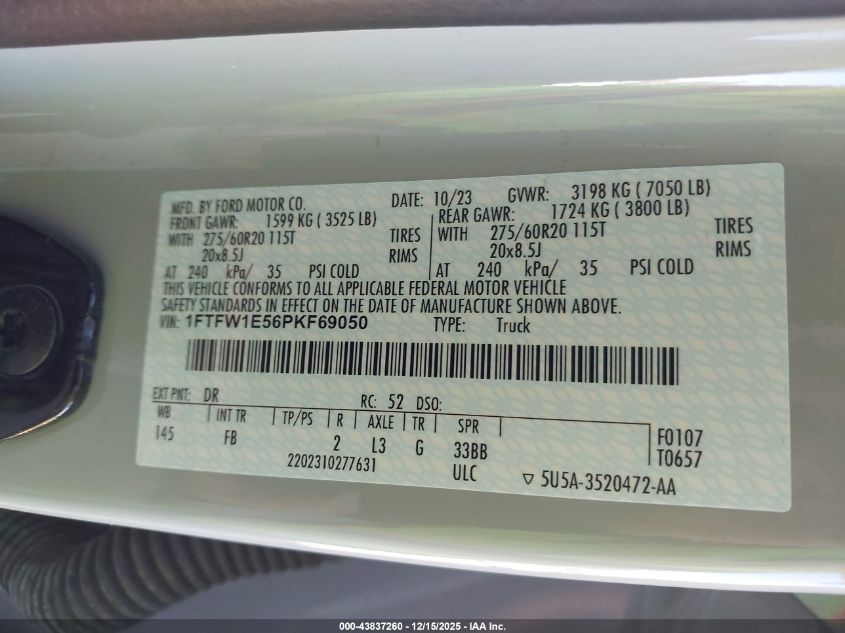 MFD. BY FORD MOTOR CO. DATE: 10/23 GVWR: 3198 KG ( 7050 LB)
FRONT GAWR: 1599 KG ( 3525 LB) REAR GAWR: 1724 KG ( 3800 LB)
WITH 275/60R20 115T TIRES WITH 275/60R20 115T TIRES
20x8.5J RIMS 20x8.5J RIMS
AT 240 kPa/ 35 PSI COLD AT 240 kPa/ 35 PSI COLD
THIS VEHICLE CONFORMS TO ALL APPLICABLE FEDERAL MOTOR VEHICLE
SAFETY STANDARDS IN EFFECT ON THE DATE OF MANUFACTURE SHOWN ABOVE.
VIN: 1FTFW1E56PKF69050 TYPE: Truck
EXT PNT: DR RC: 52 DSO:
WB INT TR TP/PS R AXLE TR SPR
145 FB 2 L3 G 33BB F0107
2202310277631 ULC T0657
5U5A-3520472-AA
000-43837260 - 12/15/2025 - IAA Inc.